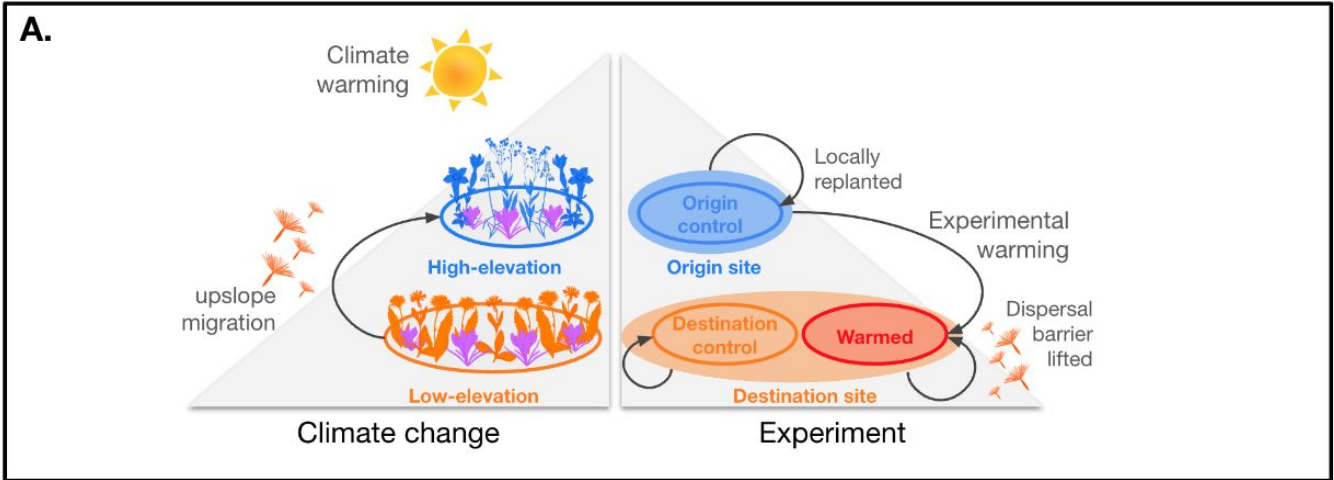 A.
Climate
warming
High-elevation
upslope
migration
Low-elevation
Climate change
Locally
replanted
Origin
control
Origin site
Experimental
warming
Destination
control
Warmed
Dispersal
barrier
lifted
Destination site
Experiment